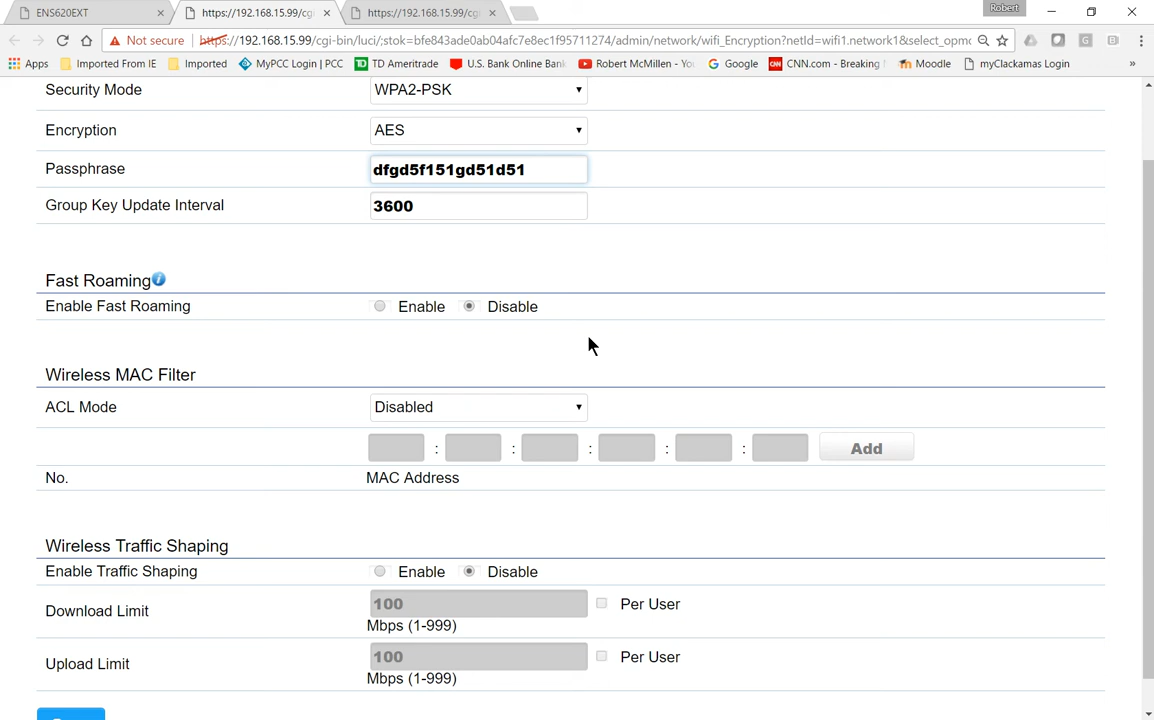 ENS620EXT
https://192.168.15.99/cg
https://192.168.15.99/cg
Robert
Not secure
https://192.168.15.99/cgi-bin/luci/;stok=bfe843ade0ab04afc7e8ec1f95711274/admin/network/wifi_Encryption?netId=wifi1.network1&select_opmo
Apps Imported From IE Imported MyPCC Login | PCC TD Ameritrade U.S. Bank Online Bank Robert McMillen - Yo Google CNN.com - Breaking Moodle myClackamas Login »
Security Mode WPA2-PSK
Encryption AES
Passphrase dfgd5f151gd51d51
Group Key Update Interval 3600
Fast Roaming
Enable Fast Roaming Enable Disable
Wireless MAC Filter
ACL Mode Disabled
: : : : : Add
No. MAC Address
Wireless Traffic Shaping
Enable Traffic Shaping Enable Disable
Download Limit 100 Per User
Mbps (1-999)
Upload Limit 100 Per User
Mbps (1-999)